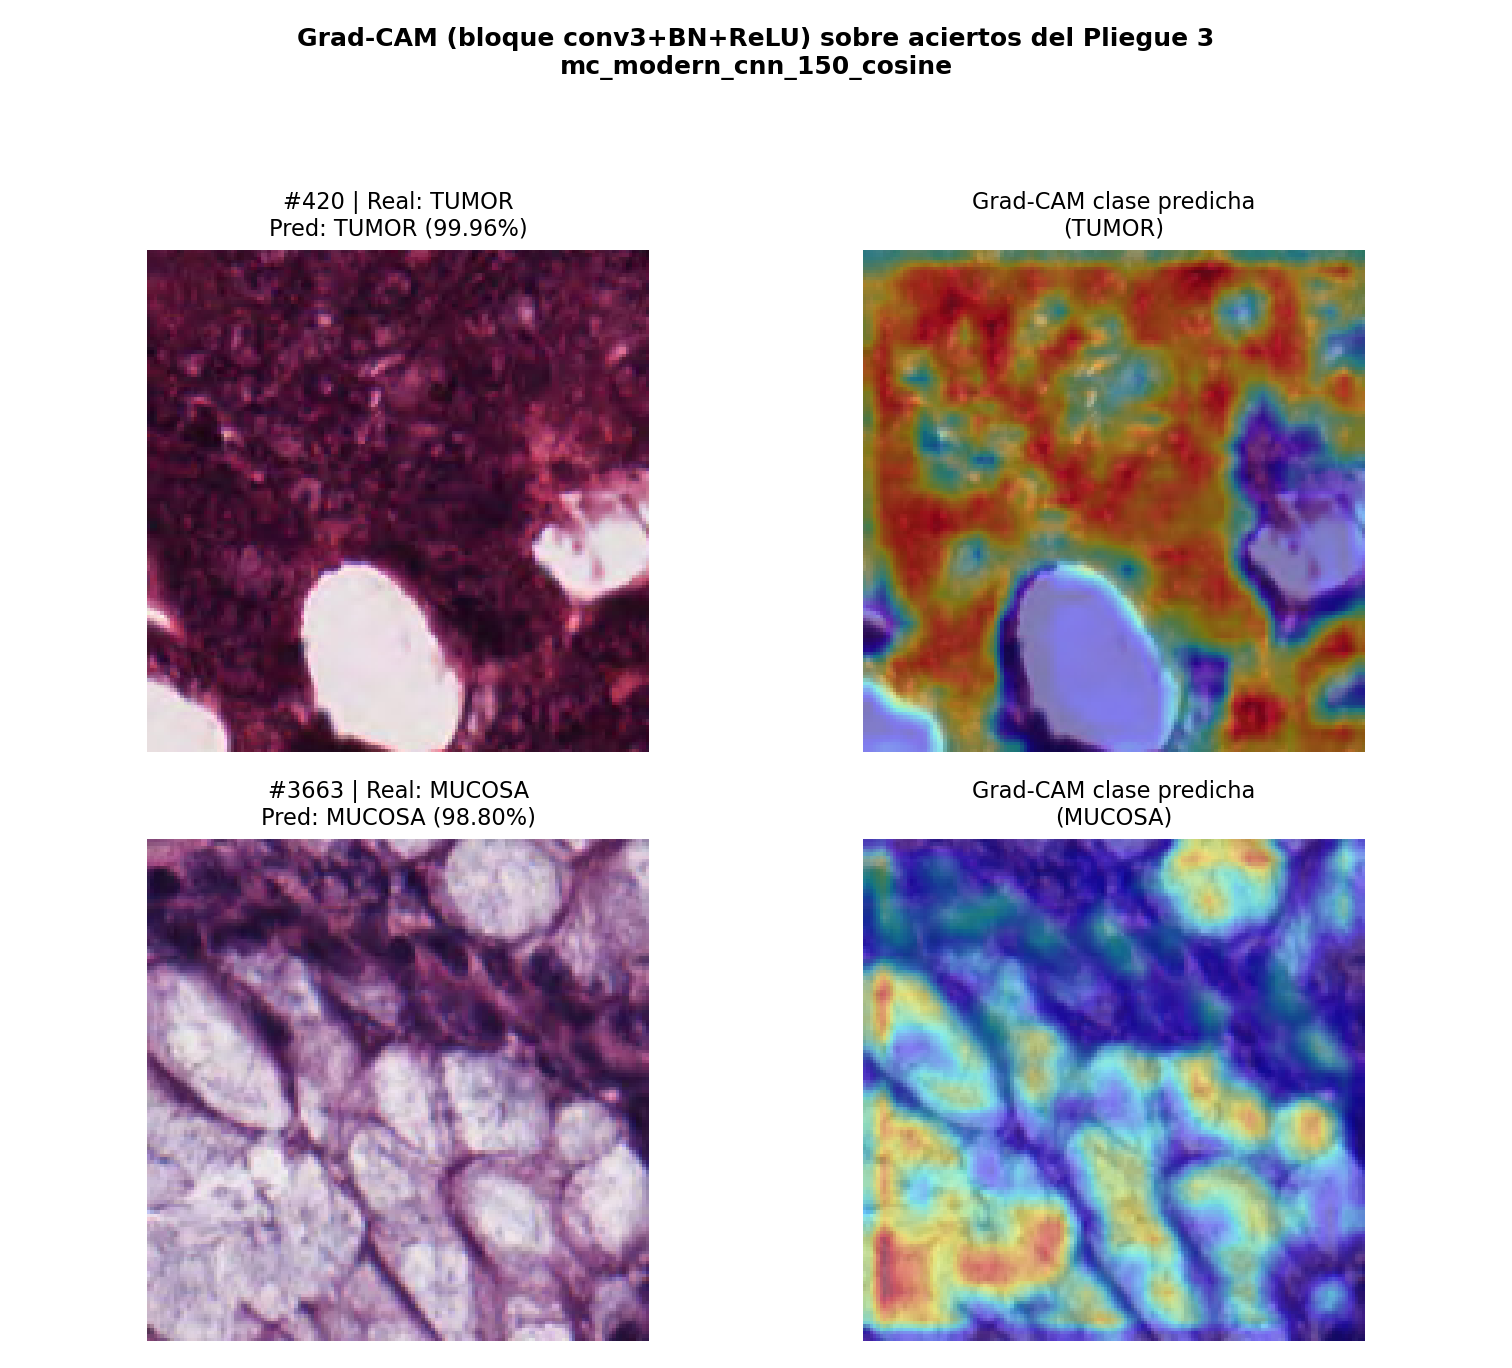 Grad-CAM (bloque conv3+BN+ReLU) sobre aciertos del Pliegue 3
mc_modern_cnn_150_cosine
#420 | Real: TUMOR
Pred: TUMOR (99.96%)
Grad-CAM clase predicha
(TUMOR)
#3663 | Real: MUCOSA
Pred: MUCOSA (98.80%)
Grad-CAM clase predicha
(MUCOSA)